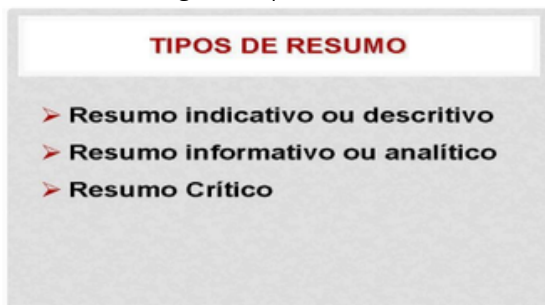 TIPOS DE RESUMO
➢ Resumo indicativo ou descritivo
➢ Resumo informativo ou analítico
➢ Resumo Crítico